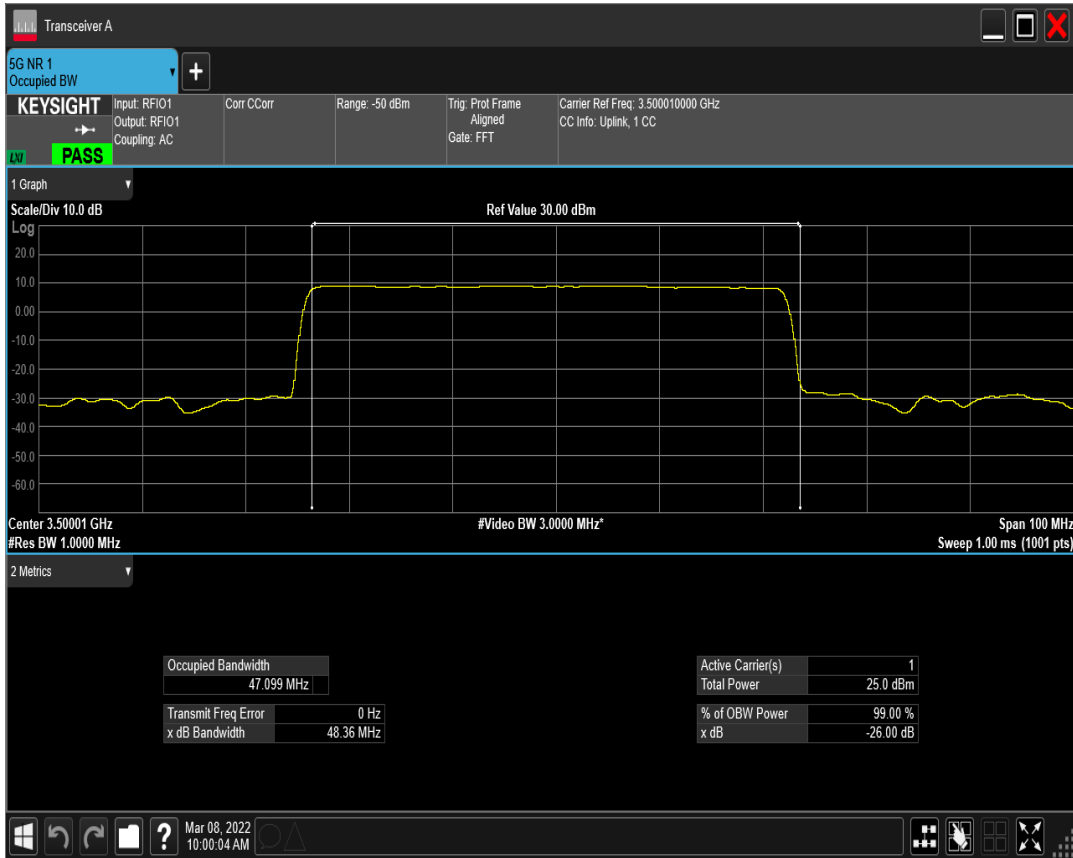 Transceiver A
5G NR 1
Occupied BW
KEYSIGHT
LXI
PASS
Input: RFIO1
Output: RFIO1
Coupling: AC
Corr CCorr
Range: -50 dBm
Trig: Prot Frame
Aligned
Gate: FFT
Carrier Ref Freq: 3.500010000 GHz
CC Info: Uplink, 1 CC
1 Graph
Scale/Div 10.0 dB
Ref Value 30.00 dBm
Log
20.0
10.0
0.00
-10.0
-20.0
-30.0
-40.0
-50.0
-60.0
Center 3.50001 GHz
#Video BW 3.0000 MHz*
Span 100 MHz
#Res BW 1.0000 MHz
Sweep 1.00 ms (1001 pts)
2 Metrics
Occupied Bandwidth
47.099 MHz
Transmit Freq Error 0 Hz
x dB Bandwidth 48.36 MHz
Active Carrier(s) 1
Total Power 25.0 dBm
% of OBW Power 99.00 %
x dB -26.00 dB
?
Mar 08, 2022
10:00:04 AM